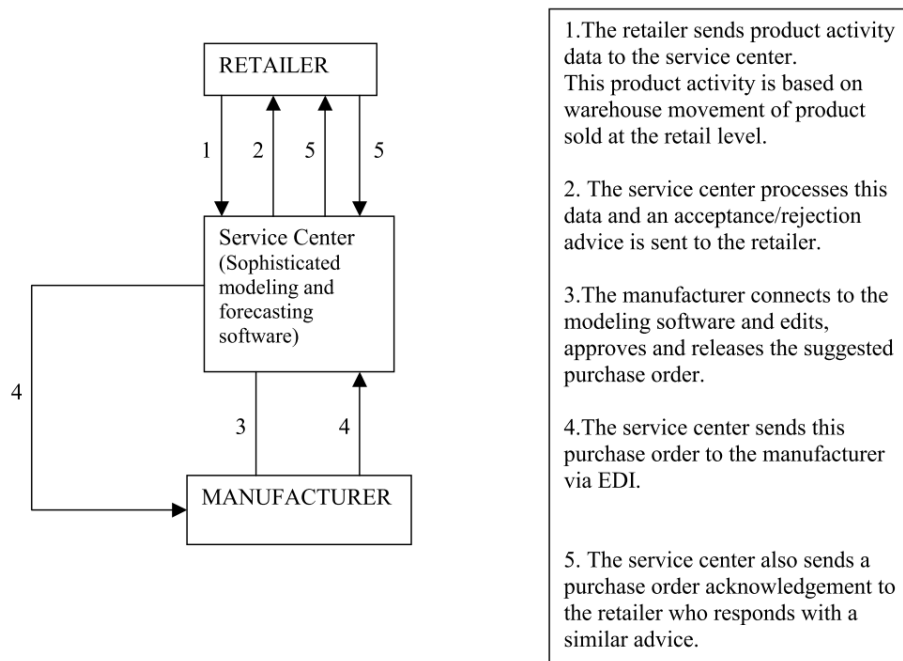 RETAILER
1
2
5
5
Service Center
(Sophisticated
modeling and
forecasting
software)
4
3
4
MANUFACTURER
1.The retailer sends product activity
data to the service center.
This product activity is based on
warehouse movement of product
sold at the retail level.
2. The service center processes this
data and an acceptance/rejection
advice is sent to the retailer.
3.The manufacturer connects to the
modeling software and edits,
approves and releases the suggested
purchase order.
4.The service center sends this
purchase order to the manufacturer
via EDI.
5. The service center also sends a
purchase order acknowledgement to
the retailer who responds with a
similar advice.